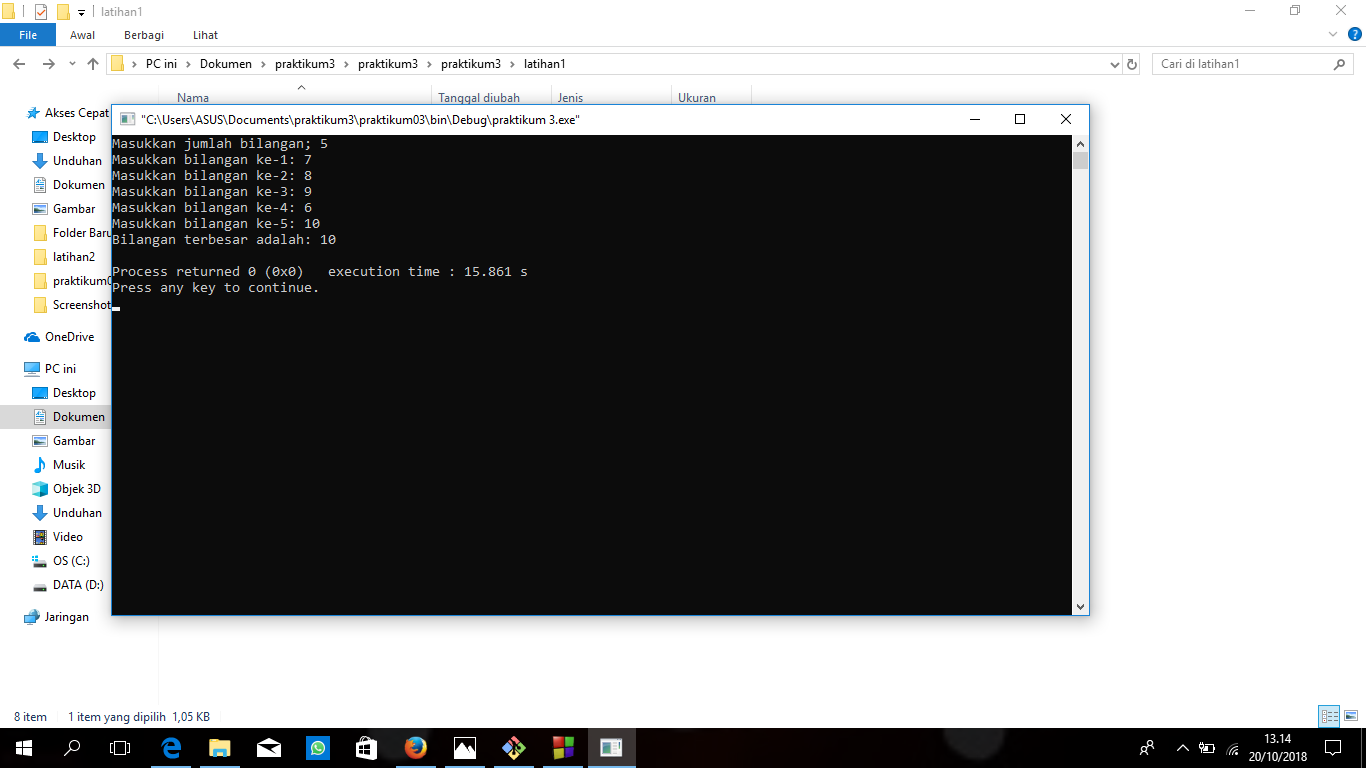 latihan1
File Awal Berbagi Lihat
PC ini Dokumen praktikum3 praktikum3 praktikum3 latihan1
Cari di latihan1
Nama Tanggal diubah Jenis Ukuran
Akses Cepat
Desktop
Unduhan
Dokumen
Gambar
Folder Baru
latihan2
praktikum0
Screenshot
OneDrive
PC ini
Desktop
Dokumen
Gambar
Musik
Objek 3D
Unduhan
Video
OS (C:)
DATA (D:)
Jaringan
"C:\Users\ASUS\Documents\praktikum3\praktikum03\bin\Debug\praktikum 3.exe"
Masukkan jumlah bilangan; 5
Masukkan bilangan ke-1: 7
Masukkan bilangan ke-2: 8
Masukkan bilangan ke-3: 9
Masukkan bilangan ke-4: 6
Masukkan bilangan ke-5: 10
Bilangan terbesar adalah: 10
Process returned 0 (0x0)   execution time : 15.861 s
Press any key to continue.
8 item 1 item yang dipilih 1,05 KB
13.14
20/10/2018